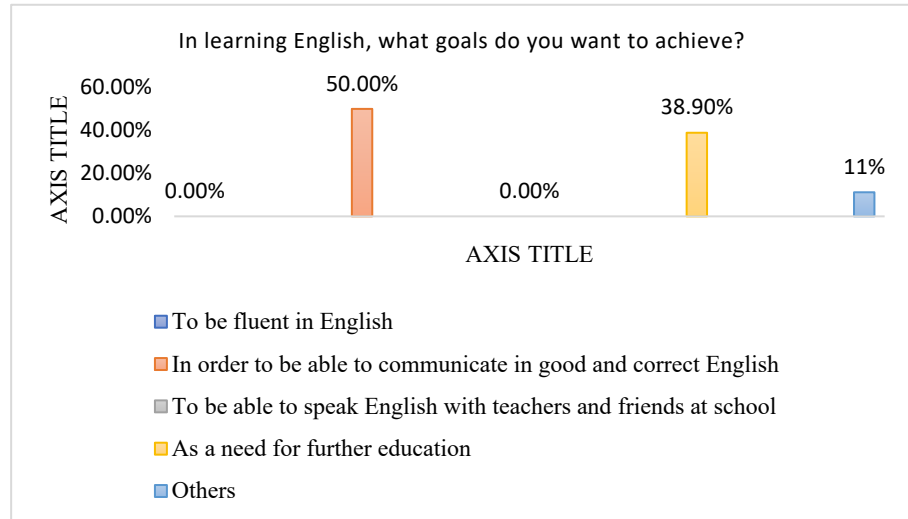 In learning English, what goals do you want to achieve?
60.00%
40.00%
20.00%
0.00%
AXIS TITLE
0.00%
50.00%
0.00%
38.90%
11%
AXIS TITLE
To be fluent in English
In order to be able to communicate in good and correct English
To be able to speak English with teachers and friends at school
As a need for further education
Others